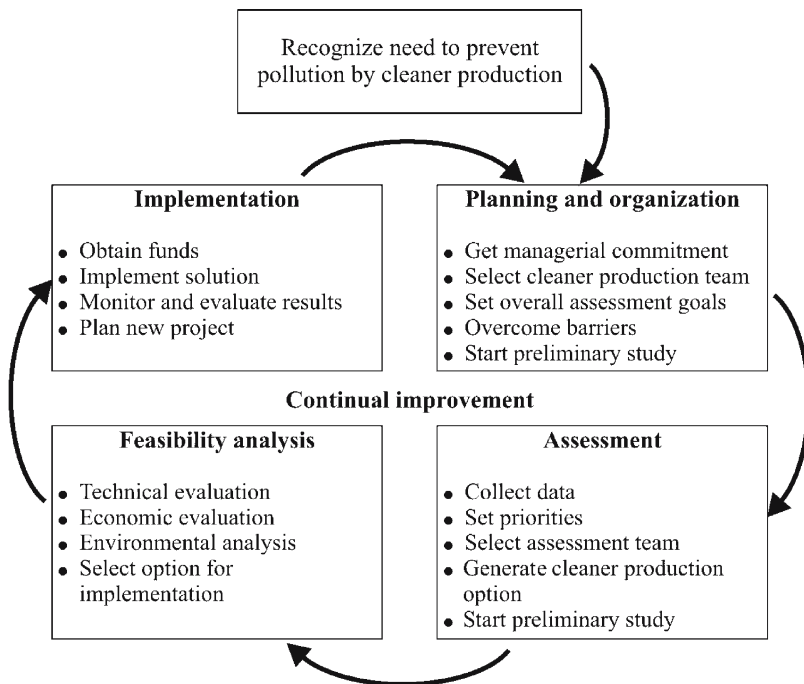 Recognize need to prevent
pollution by cleaner production
Implementation
● Obtain funds
● Implement solution
● Monitor and evaluate results
● Plan new project
Planning and organization
● Get managerial commitment
● Select cleaner production team
● Set overall assessment goals
● Overcome barriers
● Start preliminary study
Continual improvement
Feasibility analysis
● Technical evaluation
● Economic evaluation
● Environmental analysis
● Select option for
implementation
Assessment
● Collect data
● Set priorities
● Select assessment team
● Generate cleaner production
option
● Start preliminary study